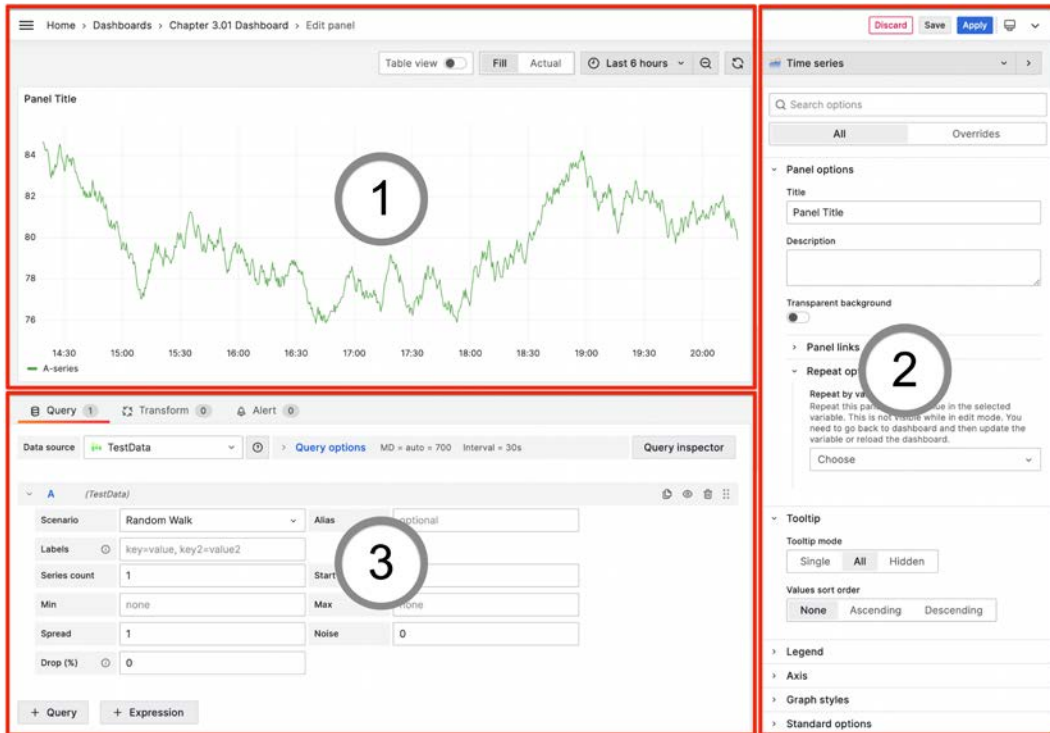 Home > Dashboards > Chapter 3.01 Dashboard > Edit panel
Table view Fill Actual Last 6 hours
Panel Title
84
82
80
78
76
14:30 15:00 15:30 16:00 16:30 17:00 17:30 18:00 18:30 19:00 19:30 20:00
A-series
1
Discard Save Apply
Time series
Search options
All Overrides
Panel options
Title
Panel Title
Description
Transparent background
Panel links
Repeat
Repeat by
Repeat this in the selected
variable. This is not visible while in edit mode. You
need to go back to dashboard and then update the
variable or reload the dashboard.
Choose
2
Tooltip
Tooltip mode
Single All Hidden
Values sort order
None Ascending Descending
Legend
Axis
Graph styles
Standard options
Query 1 Transform 0 Alert 0
Data source TestData Query options MD = auto = 700 Interval = 30s Query inspector
A (TestData)
Scenario Random Walk Alias optional
Labels key=value, key2=value2
Series count 1 Start
Min none Max none
Spread 1 Noise 0
Drop (%) 0
3
+ Query + Expression